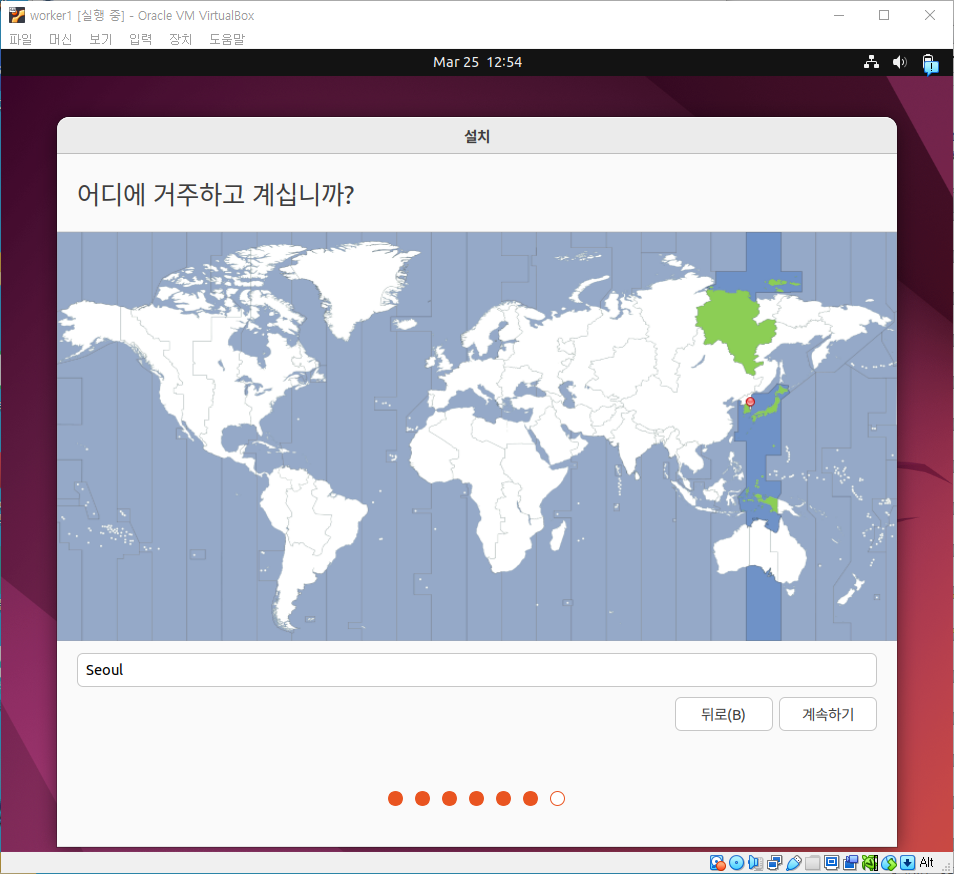 worker1 [실행 중] - Oracle VM VirtualBox
파일 머신 보기 입력 장치 도움말
Mar 25 12:54
설치
어디에 거주하고 계십니까?
Seoul
뒤로(B) 계속하기
Alt